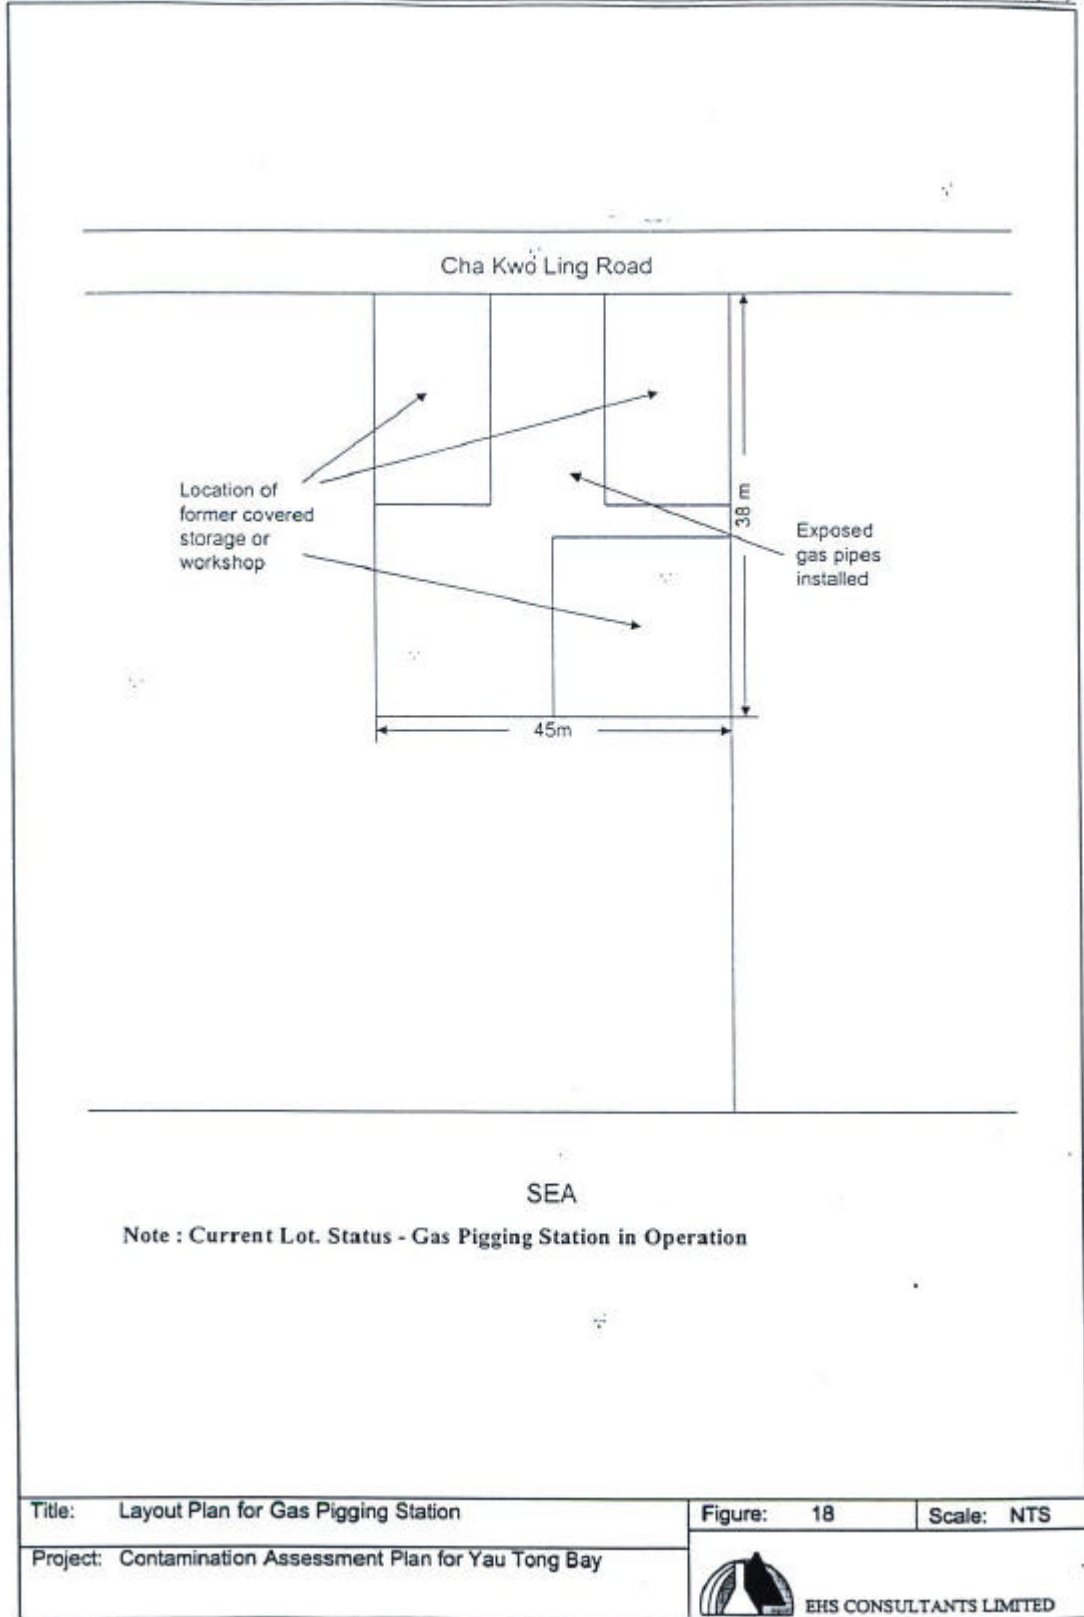 Cha Kwo Ling Road
Location of
former covered
storage or
workshop
38 m
Exposed
gas pipes
installed
45m
SEA
Note : Current Lot. Status - Gas Pigging Station in Operation
Title: Layout Plan for Gas Pigging Station
Figure: 18
Scale: NTS
Project: Contamination Assessment Plan for Yau Tong Bay
EHS CONSULTANTS LIMITED